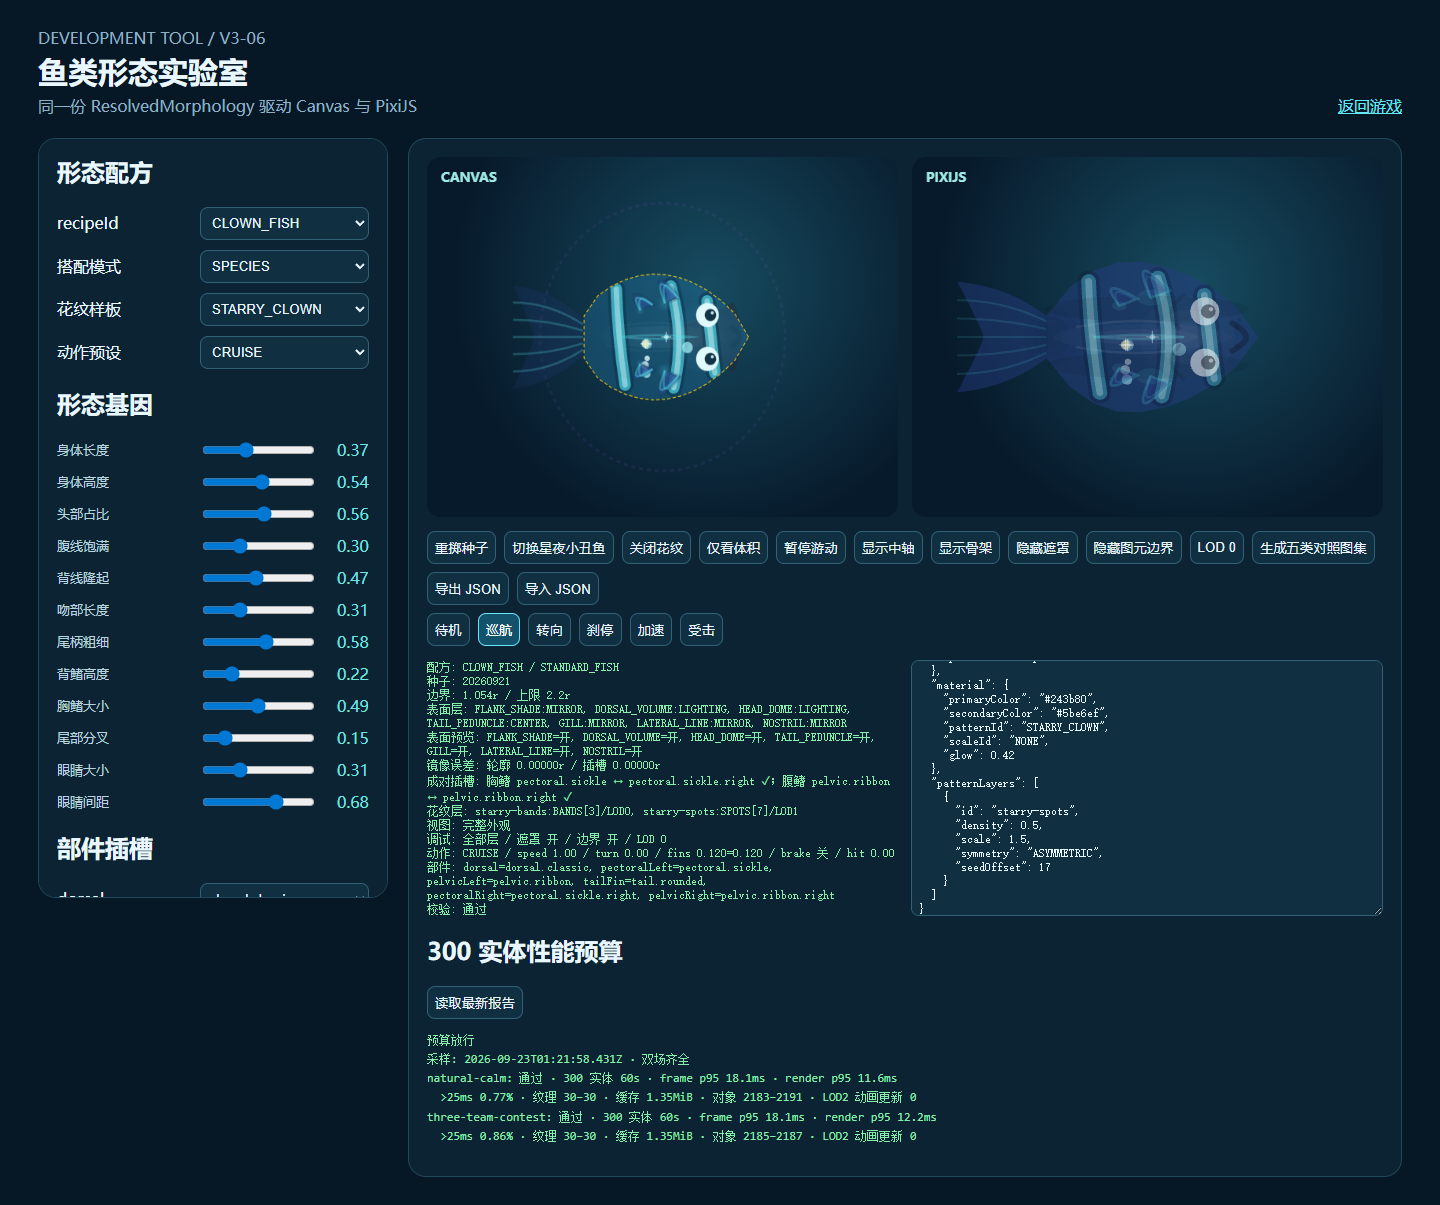 DEVELOPMENT TOOL / V3-06
鱼类形态实验室
同一份 ResolvedMorphology 驱动 Canvas 与 PixiJS
返回游戏
形态配方
recipeId
CLOWN_FISH
搭配模式
SPECIES
花纹样板
STARRY_CLOWN
动作预设
CRUISE
形态基因
身体长度 0.37
身体高度 0.54
头部占比 0.56
腹线饱满 0.30
背线隆起 0.47
吻部长度 0.31
尾柄粗细 0.58
背鳍高度 0.22
胸鳍大小 0.49
尾部分叉 0.15
眼睛大小 0.31
眼睛间距 0.68
部件插槽
CANVAS
PIXIJS
重掷种子 切换星夜小丑鱼 关闭花纹 仅看体积 暂停游动 显示中轴 显示骨架 隐藏遮罩 隐藏图元边界 LOD 0 生成五类对照图集
导出 JSON 导入 JSON
待机 巡航 转向 刹停 加速 受击
配方: CLOWN_FISH / STANDARD_FISH
种子: 20260921
边界: 1.054r / 上限 2.2r
表面层: FLANK_SHADE:MIRROR, DORSAL_VOLUME:LIGHTING, HEAD_DOME:LIGHTING,
TAIL_PEDUNCLE:CENTER, GILL:MIRROR, LATERAL_LINE:MIRROR, NOSTRIL:MIRROR
表面预览: FLANK_SHADE=开, DORSAL_VOLUME=开, HEAD_DOME=开, TAIL_PEDUNCLE=开,
GILL=开, LATERAL_LINE=开, NOSTRIL=开
镜像误差: 轮廓 0.00000r / 插槽 0.00000r
成对插槽: 胸鳍 pectoral.sickle ↔ pectoral.sickle.right ✓; 腹鳍 pelvic.ribbon
↔ pelvic.ribbon.right ✓
花纹层: starry-bands:BANDS[3]/LOD0, starry-spots:SPOTS[7]/LOD1
视图: 完整外观
调试: 全部层 / 遮罩 开 / 边界 开 / LOD 0
动作: CRUISE / speed 1.00 / turn 0.00 / fins 0.120=0.120 / brake 关 / hit 0.00
部件: dorsal=dorsal.classic, pectoralLeft=pectoral.sickle,
pelvicLeft=pelvic.ribbon, tailFin=tail.rounded,
pectoralRight=pectoral.sickle.right, pelvicRight=pelvic.ribbon.right
校验: 通过
},
"material": {
"primaryColor": "#243b80",
"secondaryColor": "#5be6ef",
"patternId": "STARRY_CLOWN",
"scaleId": "NONE",
"glow": 0.42
},
"patternLayers": [
{
"id": "starry-spots",
"density": 0.5,
"scale": 1.5,
"symmetry": "ASYMMETRIC",
"seedOffset": 17
}
]
}
300 实体性能预算
读取最新报告
预算放行
采样: 2026-09-23T01:21:58.431Z · 双场齐全
natural-calm: 通过 · 300 实体 60s · frame p95 18.1ms · render p95 11.6ms
>25ms 0.77% · 纹理 30-30 · 缓存 1.35MiB · 对象 2183-2191 · LOD2 动画更新 0
three-team-contest: 通过 · 300 实体 60s · frame p95 18.1ms · render p95 12.2ms
>25ms 0.86% · 纹理 30-30 · 缓存 1.35MiB · 对象 2185-2187 · LOD2 动画更新 0